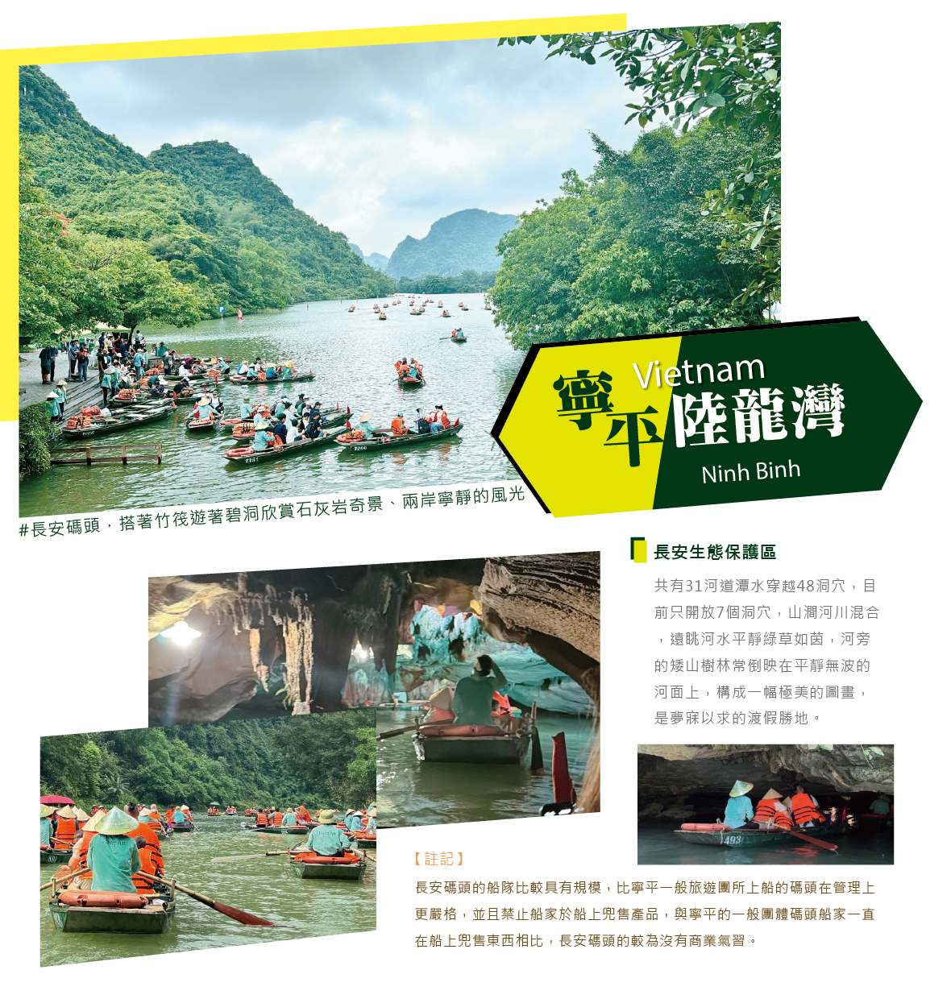 Vietnam
寧平陸龍灣
Ninh Binh
#長安碼頭，搭著竹筏遊著碧洞欣賞石灰岩奇景、兩岸寧靜的風光
長安生態保護區
共有31河道潭水穿越48洞穴，目
前只開放7個洞穴，山澗河川混合
，遠眺河水平靜綠草如茵，河旁
的矮山樹林常倒映在平靜無波的
河面上，構成一幅極美的圖畫，
是夢寐以求的渡假勝地。
493
【註記】
長安碼頭的船隊比較具有規模，比寧平一般旅遊團所上船的碼頭在管理上
更嚴格，並且禁止船家於船上兜售產品，與寧平的一般團體碼頭船家一直
在船上兜售東西相比，長安碼頭的較為沒有商業氣習。